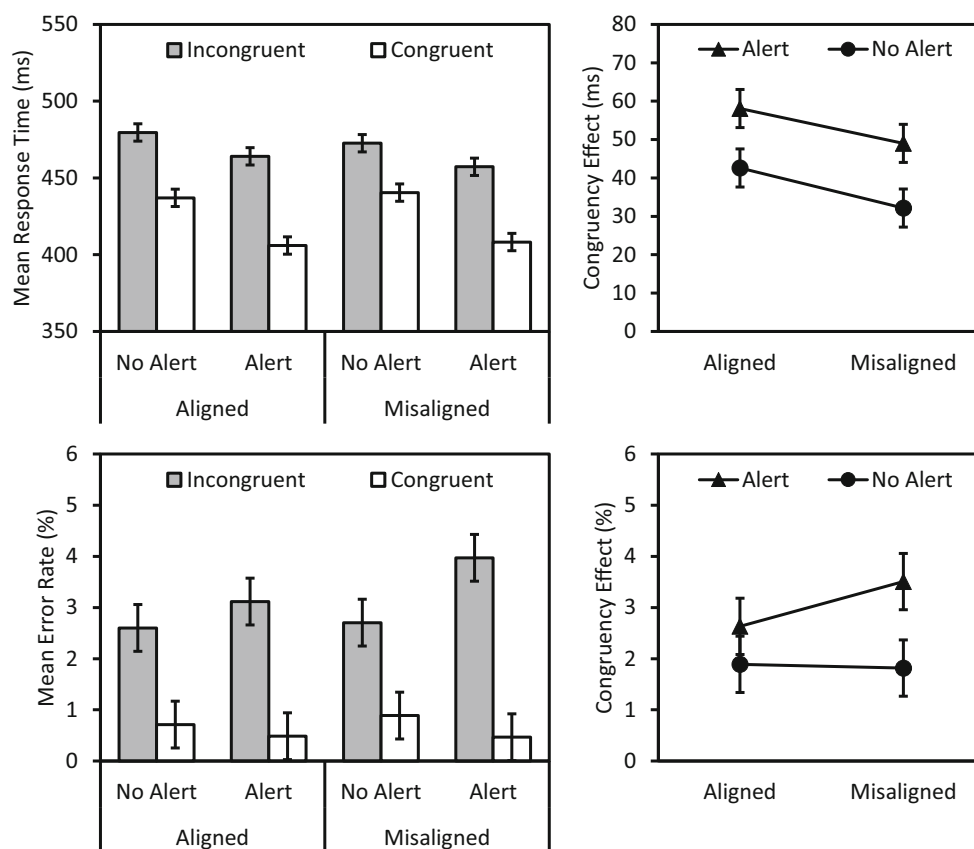 Mean Response Time (ms)
550
500
450
400
350
Incongruent Congruent
No Alert Alert No Alert Alert
Aligned Misaligned
Congruency Effect (ms)
80
70
60
50
40
30
20
10
0
Alert No Alert
Aligned Misaligned
Mean Error Rate (%)
6
5
4
3
2
1
0
Incongruent Congruent
No Alert Alert No Alert Alert
Aligned Misaligned
Congruency Effect (%)
6
5
4
3
2
1
0
Alert No Alert
Aligned Misaligned